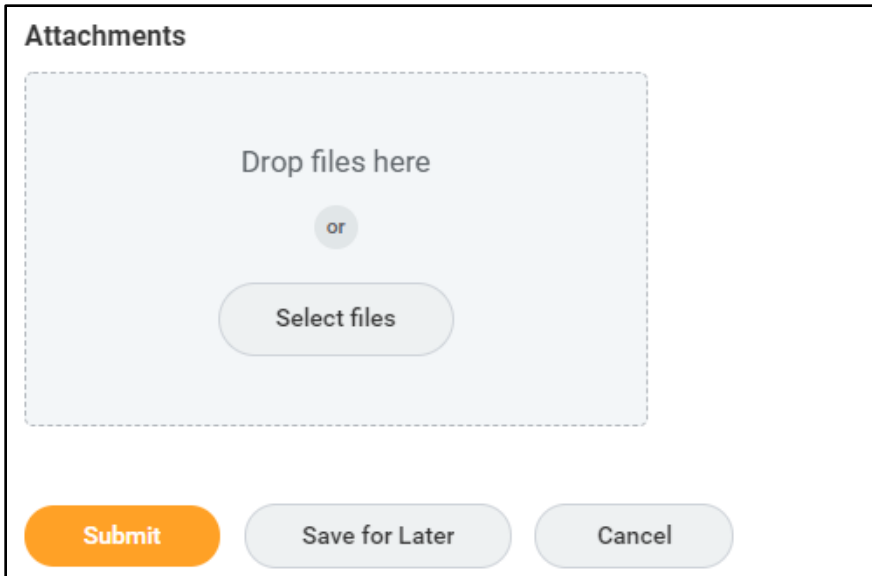 Attachments
Drop files here
or
Select files
Submit Save for Later Cancel